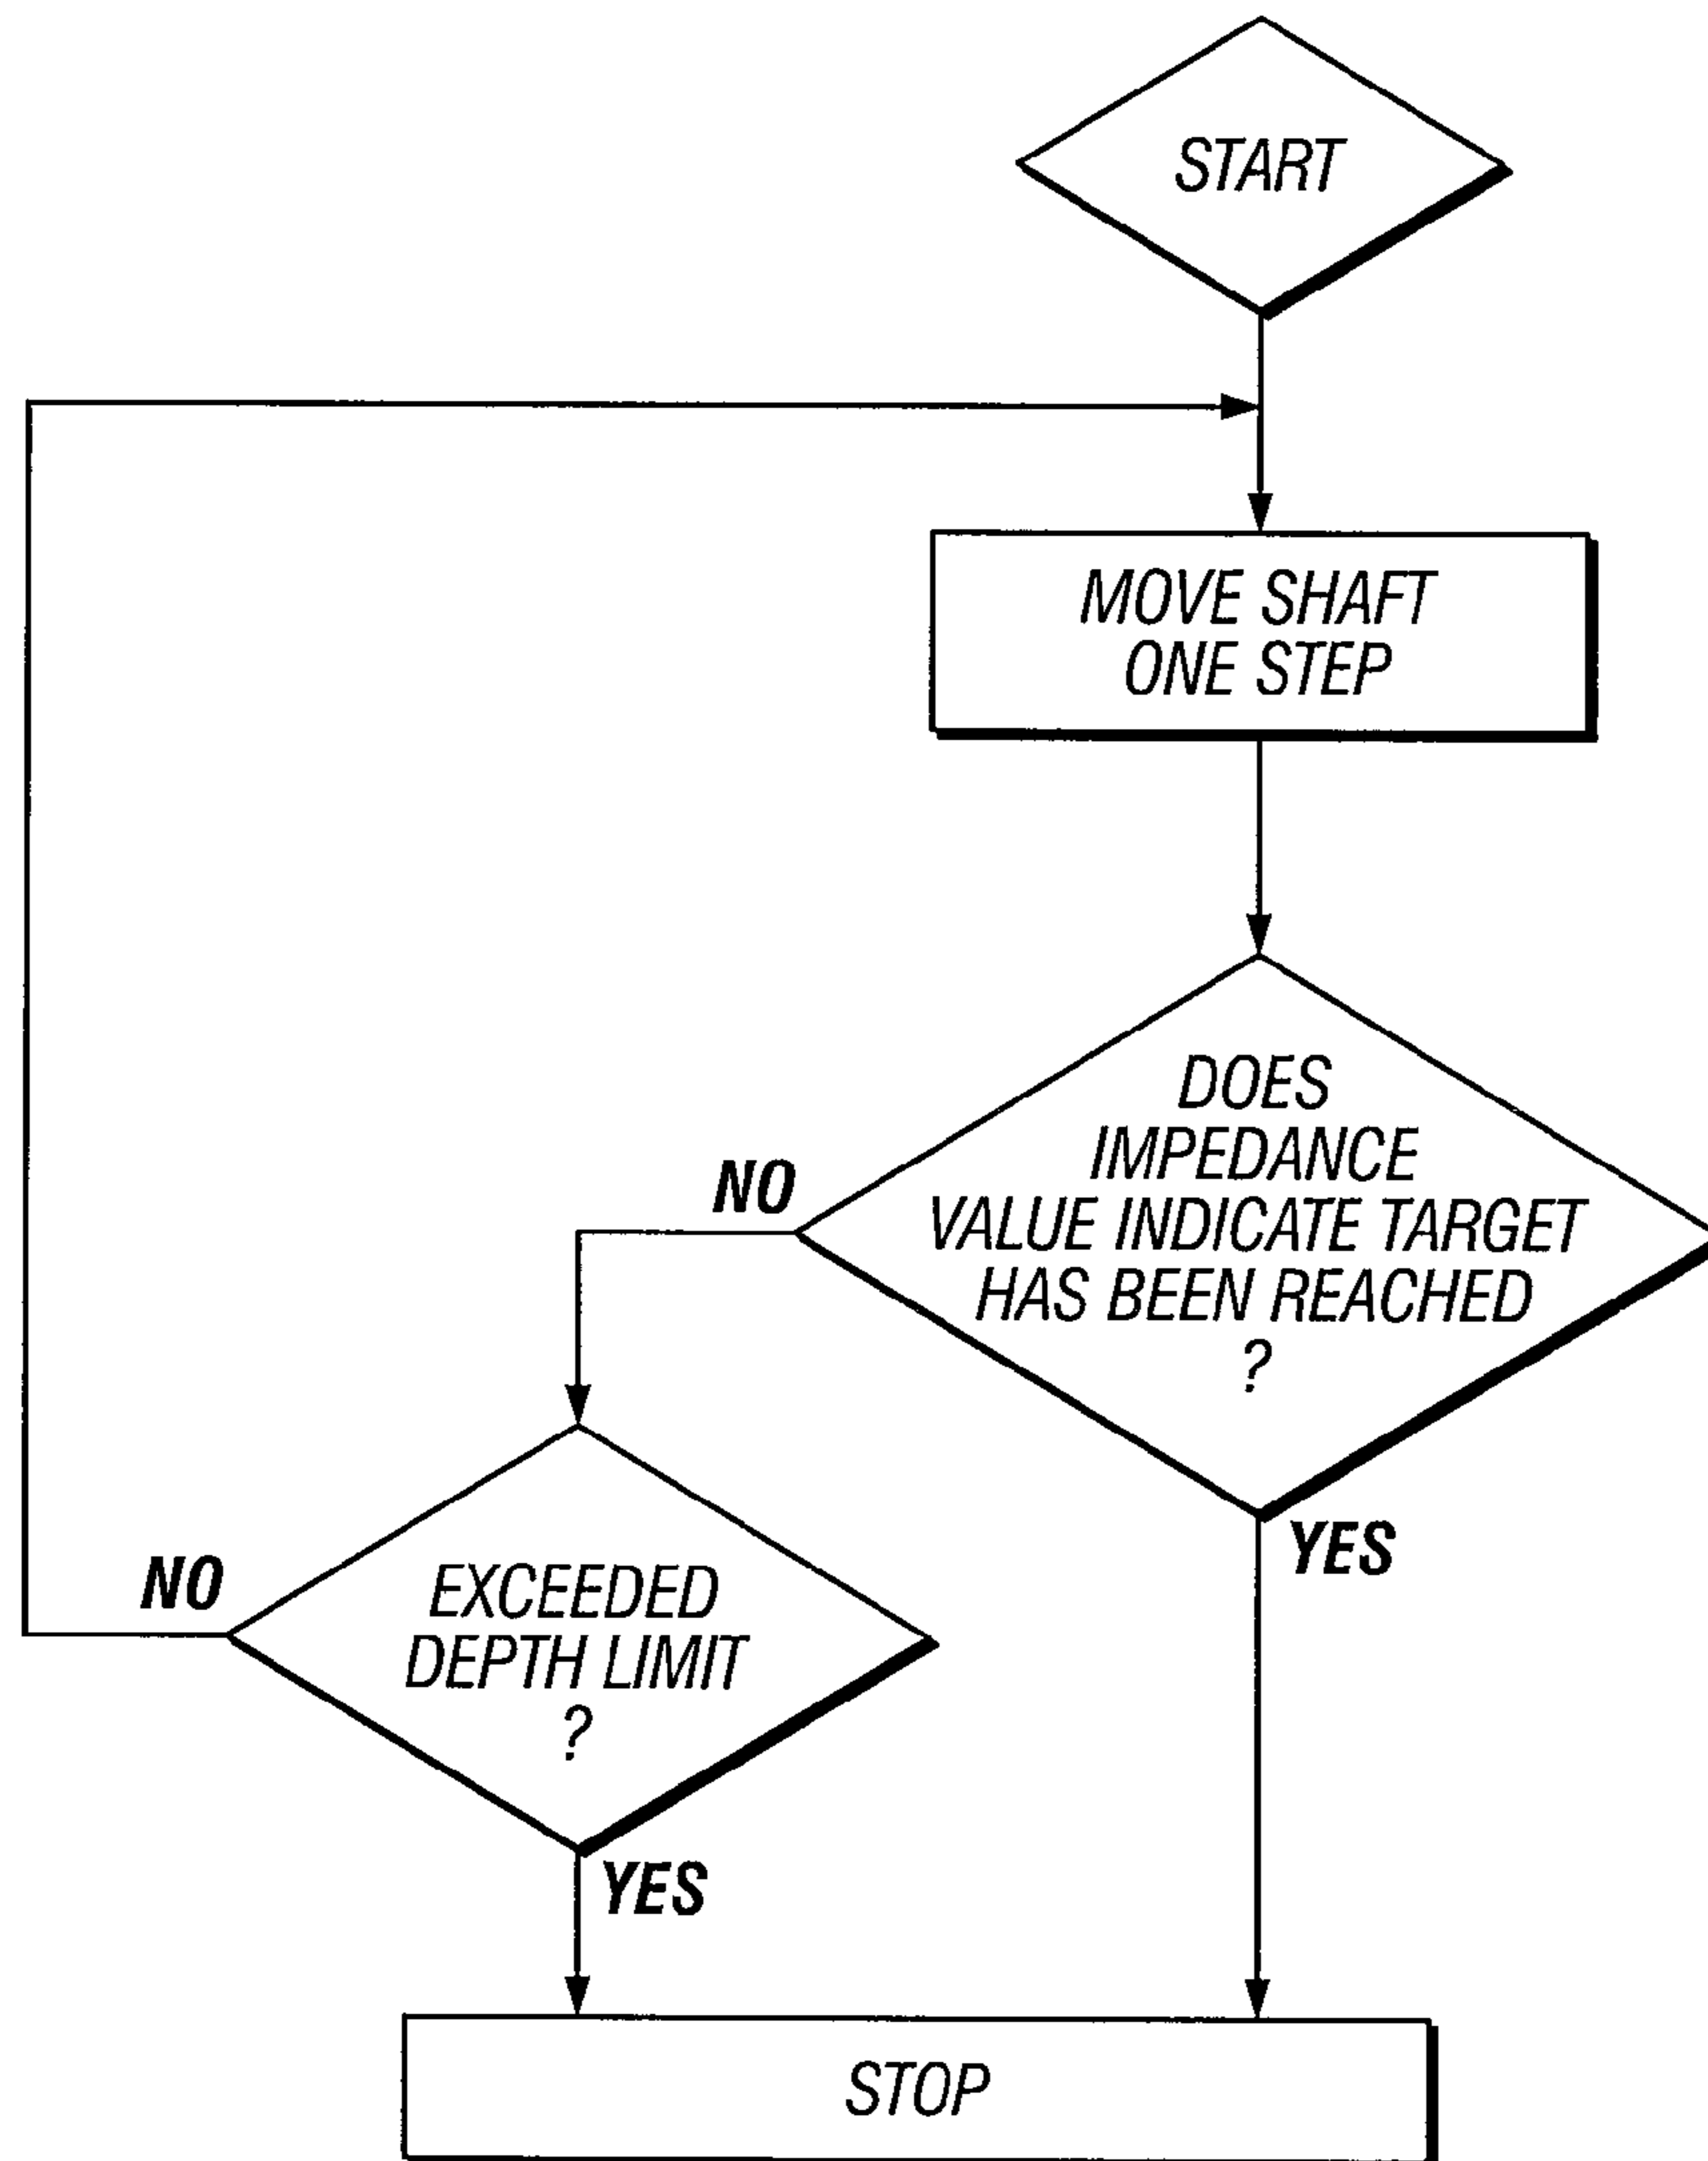 START
MOVE SHAFT
ONE STEP
DOES
IMPEDANCE
VALUE INDICATE TARGET
HAS BEEN REACHED
?
NO
YES
EXCEEDED
DEPTH LIMIT
?
NO
YES
STOP